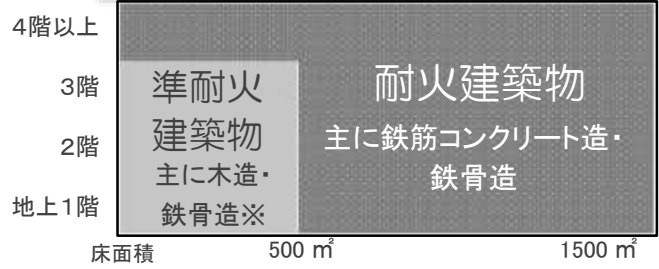 4階以上
3階
2階
地上1階
準耐火
建築物
主に木造・
鉄骨造※
耐火建築物
主に鉄筋コンクリート造・
鉄骨造
床面積
500 ㎡
1500 ㎡